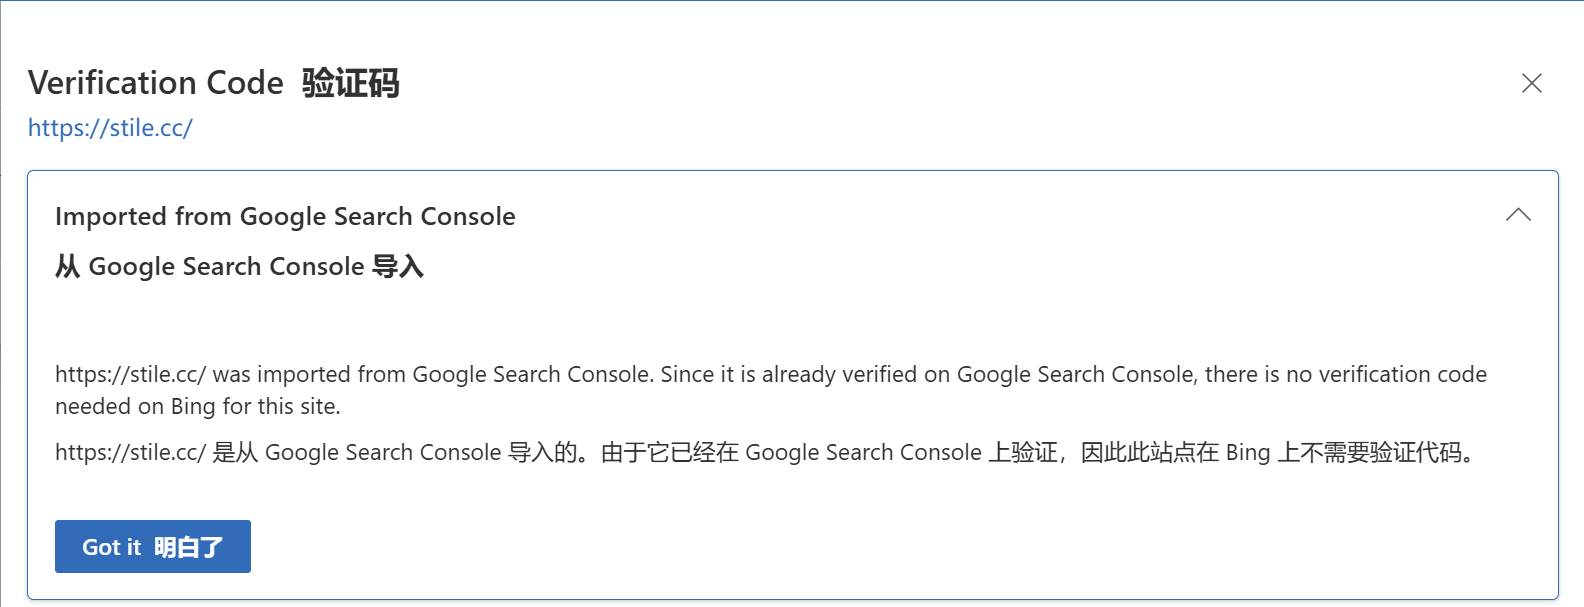 Verification Code 验证码
https://stile.cc/
Imported from Google Search Console
从 Google Search Console 导入
https://stile.cc/ was imported from Google Search Console. Since it is already verified on Google Search Console, there is no verification code
needed on Bing for this site.
https://stile.cc/ 是从 Google Search Console 导入的。由于它已经在 Google Search Console 上验证，因此此站点在 Bing 上不需要验证代码。
Got it 明白了